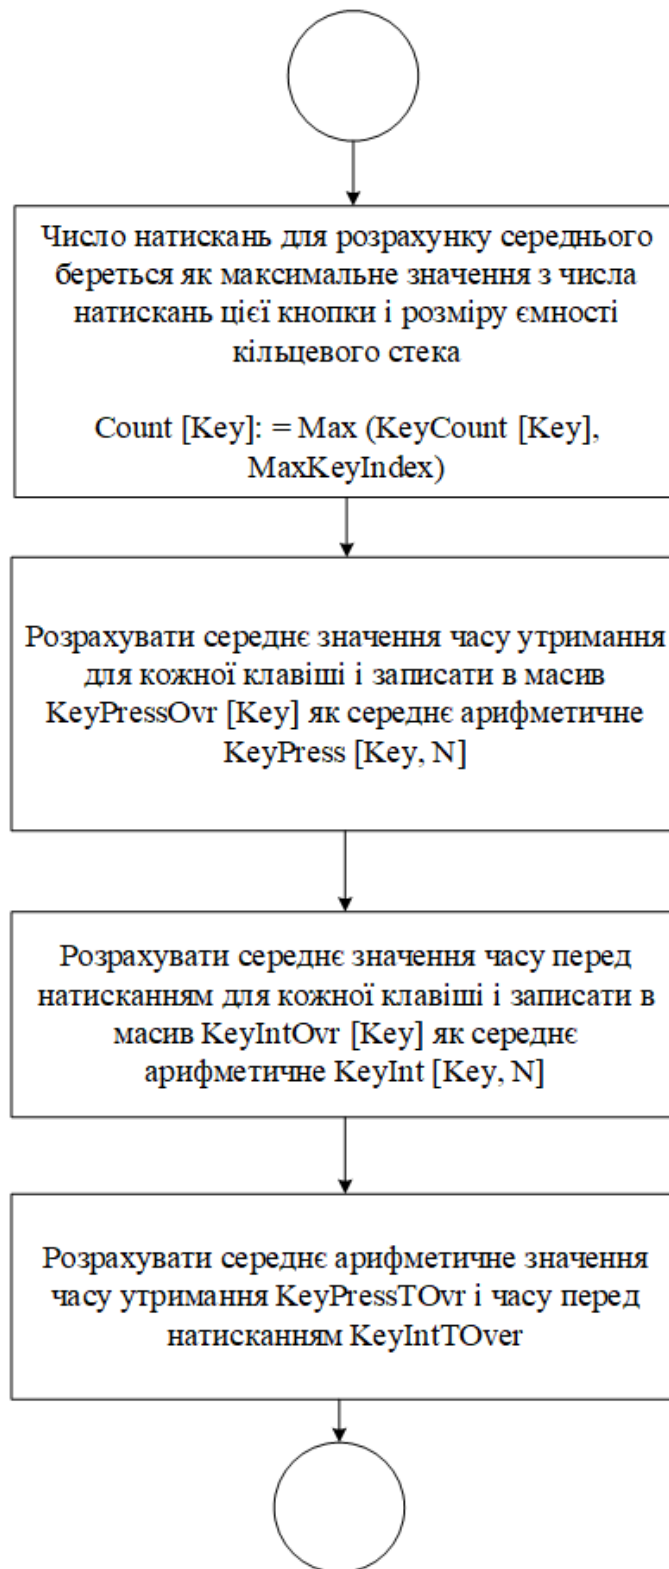 Число натискань для розрахунку середнього
береться як максимальне значення з числа
натискань цієї кнопки і розміру ємності
кільцевого стека
Count [Key]: = Max (KeyCount [Key],
MaxKeyIndex)
Розрахувати середнє значення часу утримання
для кожної клавіші і записати в масив
KeyPressOvr [Key] як середнє арифметичне
KeyPress [Key, N]
Розрахувати середнє значення часу перед
натисканням для кожної клавіші і записати в
масив KeyIntOvr [Key] як середнє
арифметичне KeyInt [Key, N]
Розрахувати середнє арифметичне значення
часу утримання KeyPressTOvr і часу перед
натисканням KeyIntTOver